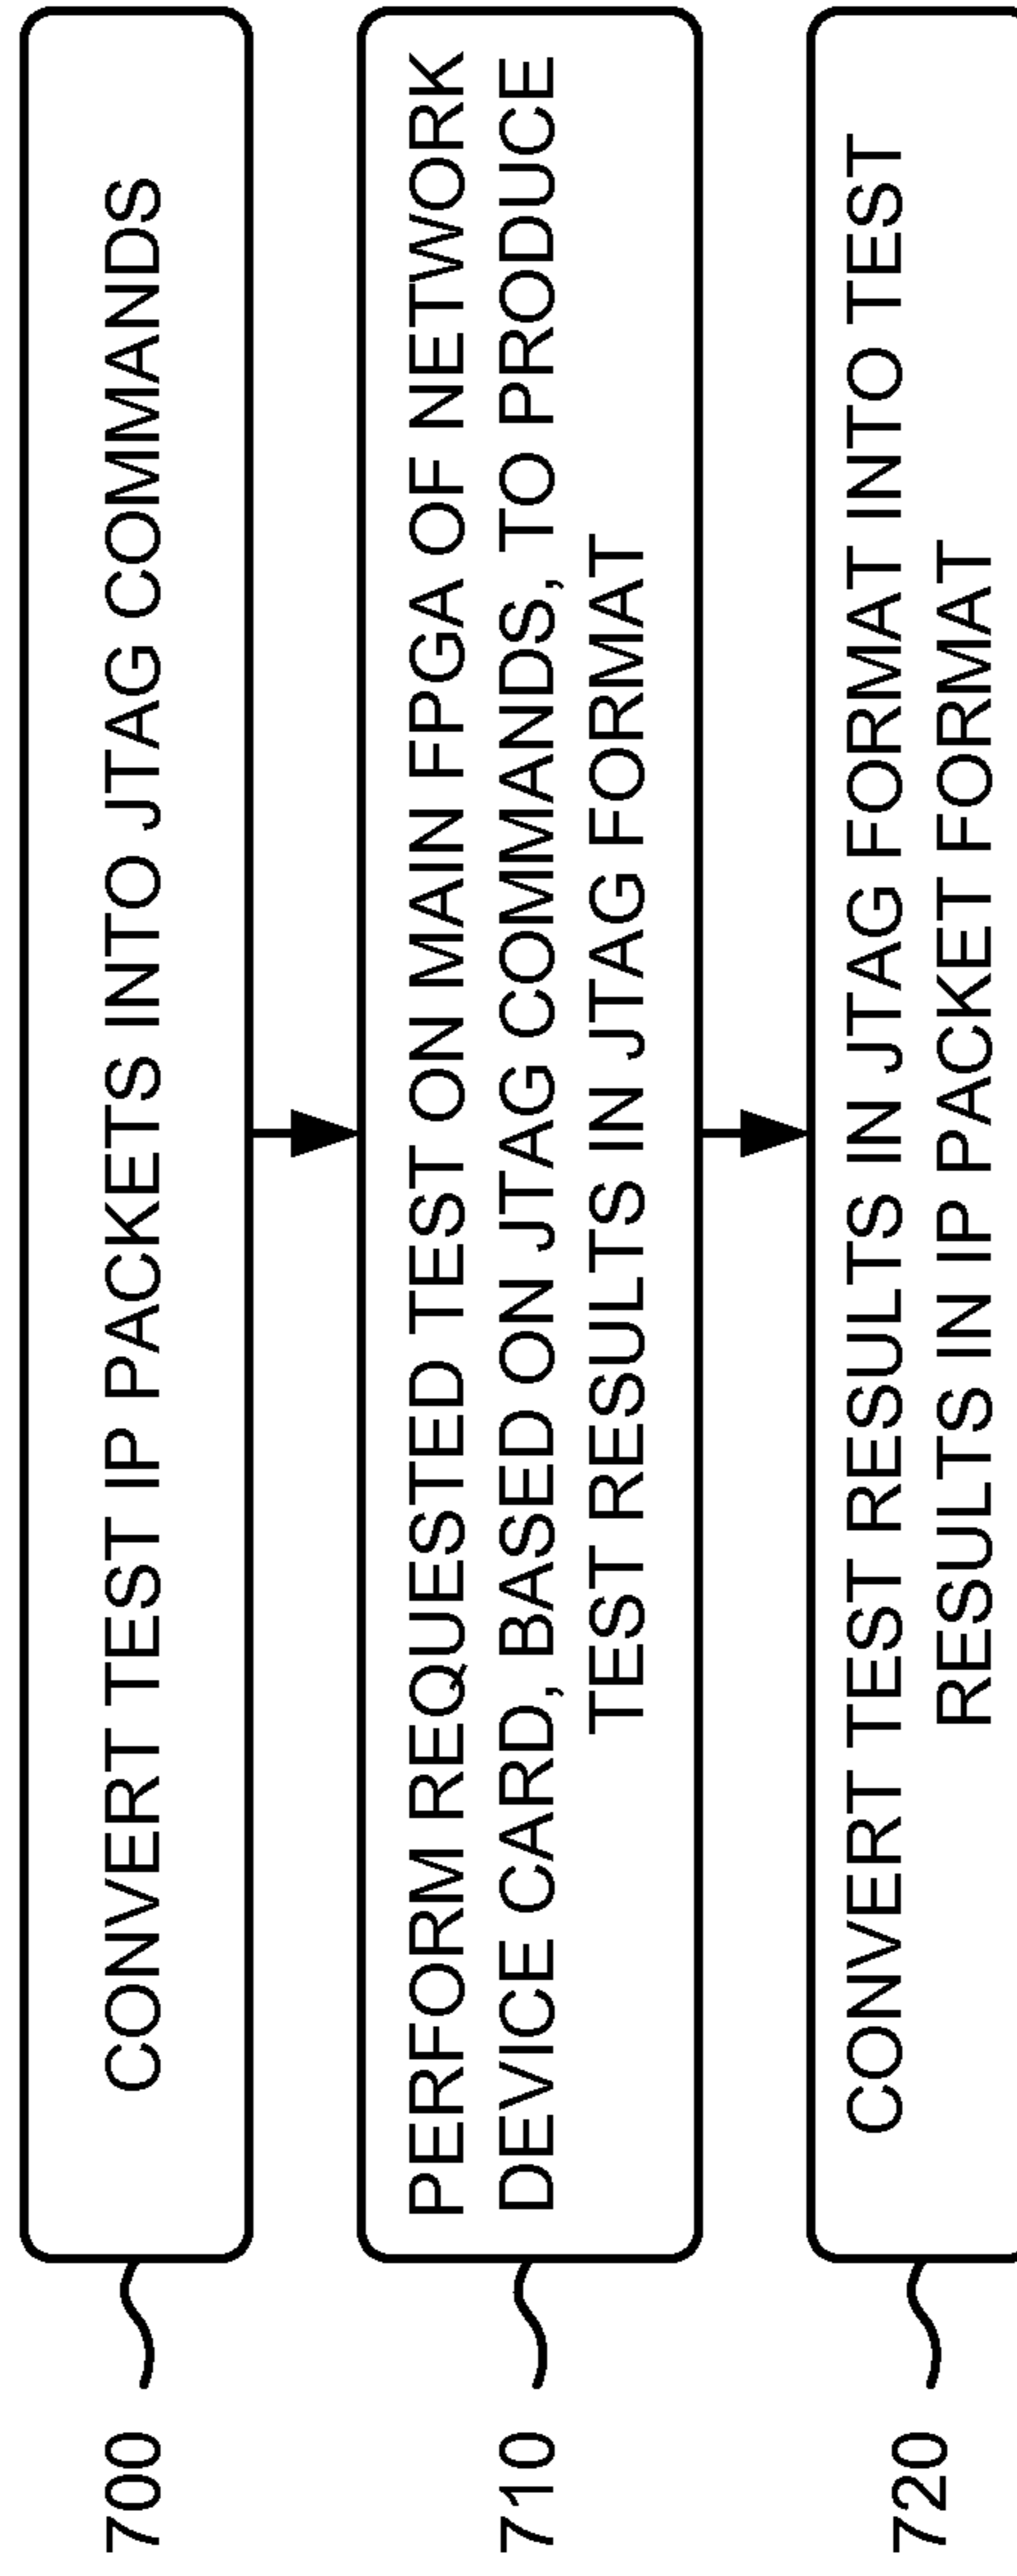 700
CONVERT TEST IP PACKETS INTO JTAG COMMANDS
710
PERFORM REQUESTED TEST ON MAIN FPGA OF NETWORK
DEVICE CARD, BASED ON JTAG COMMANDS, TO PRODUCE
TEST RESULTS IN JTAG FORMAT
720
CONVERT TEST RESULTS IN JTAG FORMAT INTO TEST
RESULTS IN IP PACKET FORMAT